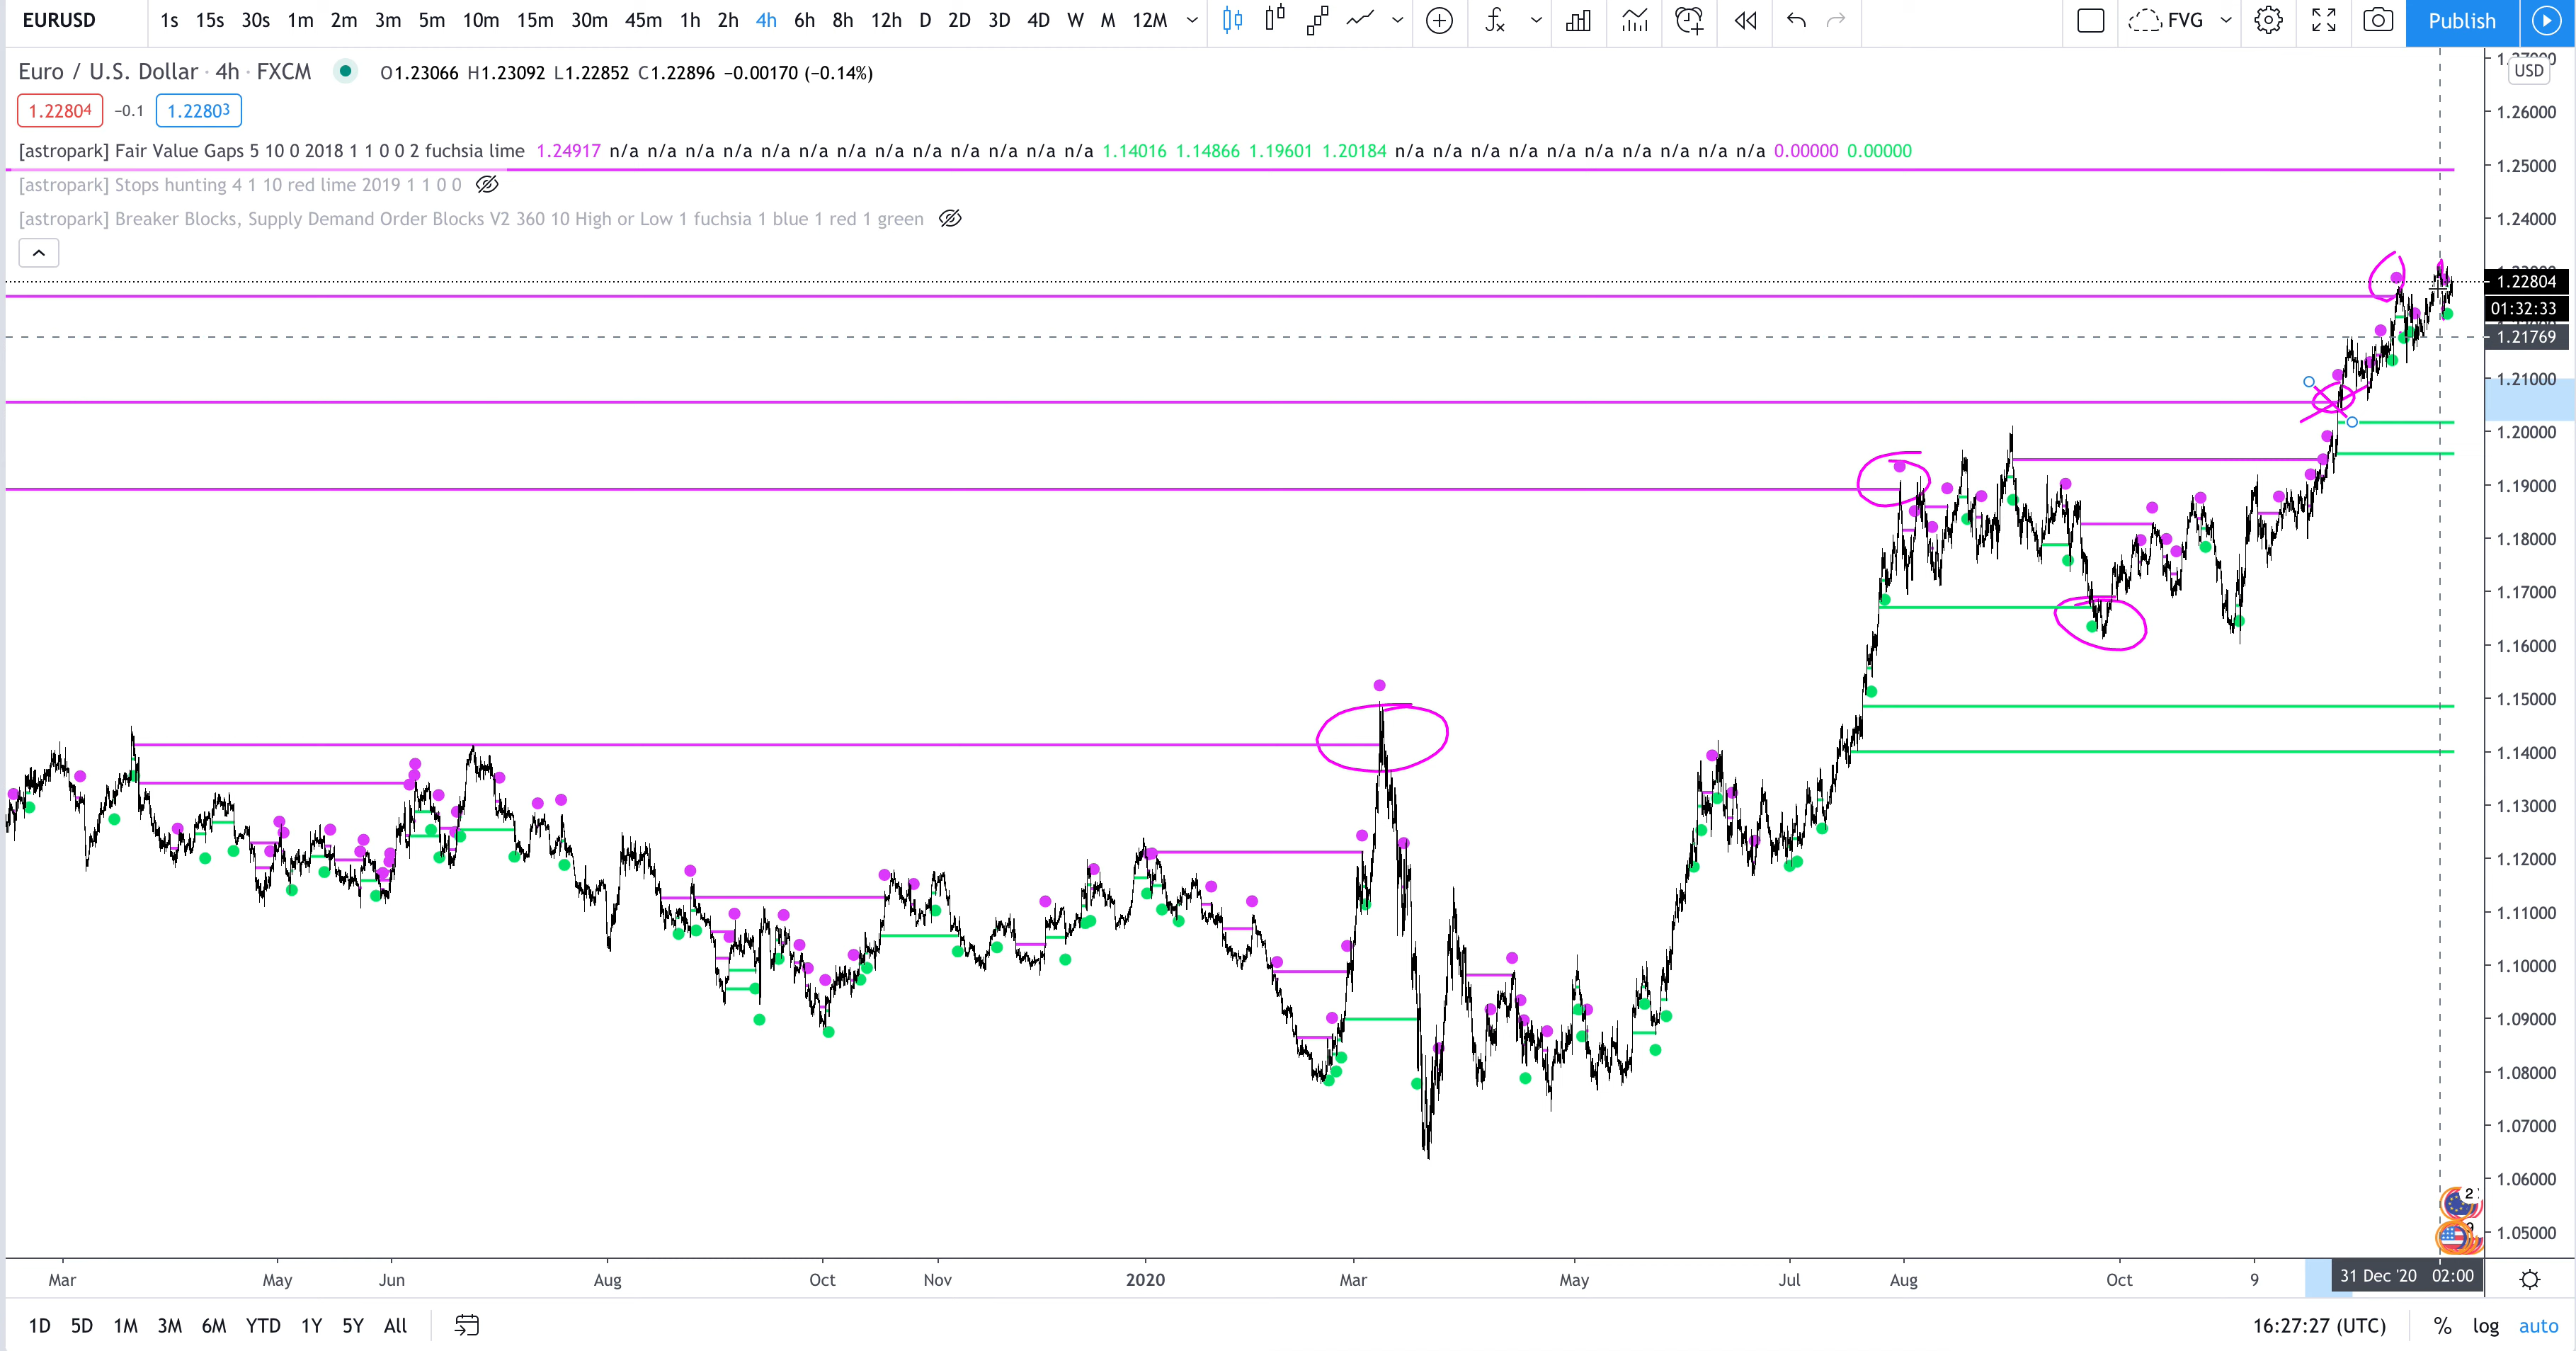 EURUSD 1s 15s 30s 1m 2m 3m 5m 10m 15m 30m 45m 1h 2h 4h 6h 8h 12h D 2D 3D 4D W M 12M FVG Publish
Euro / U.S. Dollar · 4h · FXCM O1.23066 H1.23092 L1.22852 C1.22896 −0.00170 (−0.14%)
USD
1.22804 −0.1 1.22803
1.26000
[astropark] Fair Value Gaps 5 10 0 2018 1 1 0 0 2 fuchsia lime 1.24917 n/a n/a n/a n/a n/a n/a n/a n/a n/a n/a n/a n/a n/a 1.14016 1.14866 1.19601 1.20184 n/a n/a n/a n/a n/a n/a n/a n/a n/a n/a 0.00000 0.00000
1.25000
[astropark] Stops hunting 4 1 10 red lime 2019 1 1 0 0
[astropark] Breaker Blocks, Supply Demand Order Blocks V2 360 10 High or Low 1 fuchsia 1 blue 1 red 1 green
1.24000
1.22804
01:32:33
1.21769
1.21000
1.20000
1.19000
1.18000
1.17000
1.16000
1.15000
1.14000
1.13000
1.12000
1.11000
1.10000
1.09000
1.08000
1.07000
1.06000
2
1.05000
Mar May Jun Aug Oct Nov 2020 Mar May Jul Aug Oct 9 31 Dec '20 02:00
1D 5D 1M 3M 6M YTD 1Y 5Y All 16:27:27 (UTC) % log auto